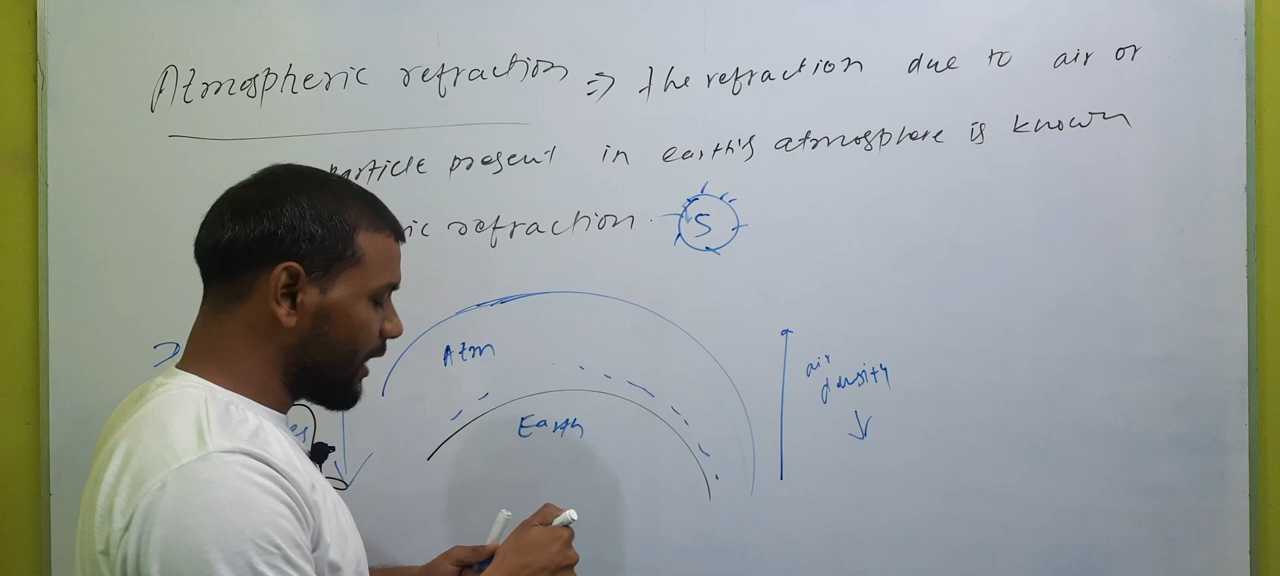 Atmospheric refraction => the refraction due to air or
particle present in earth's atmosphere is known
ic refraction.
S
Atm
Earth
air
density